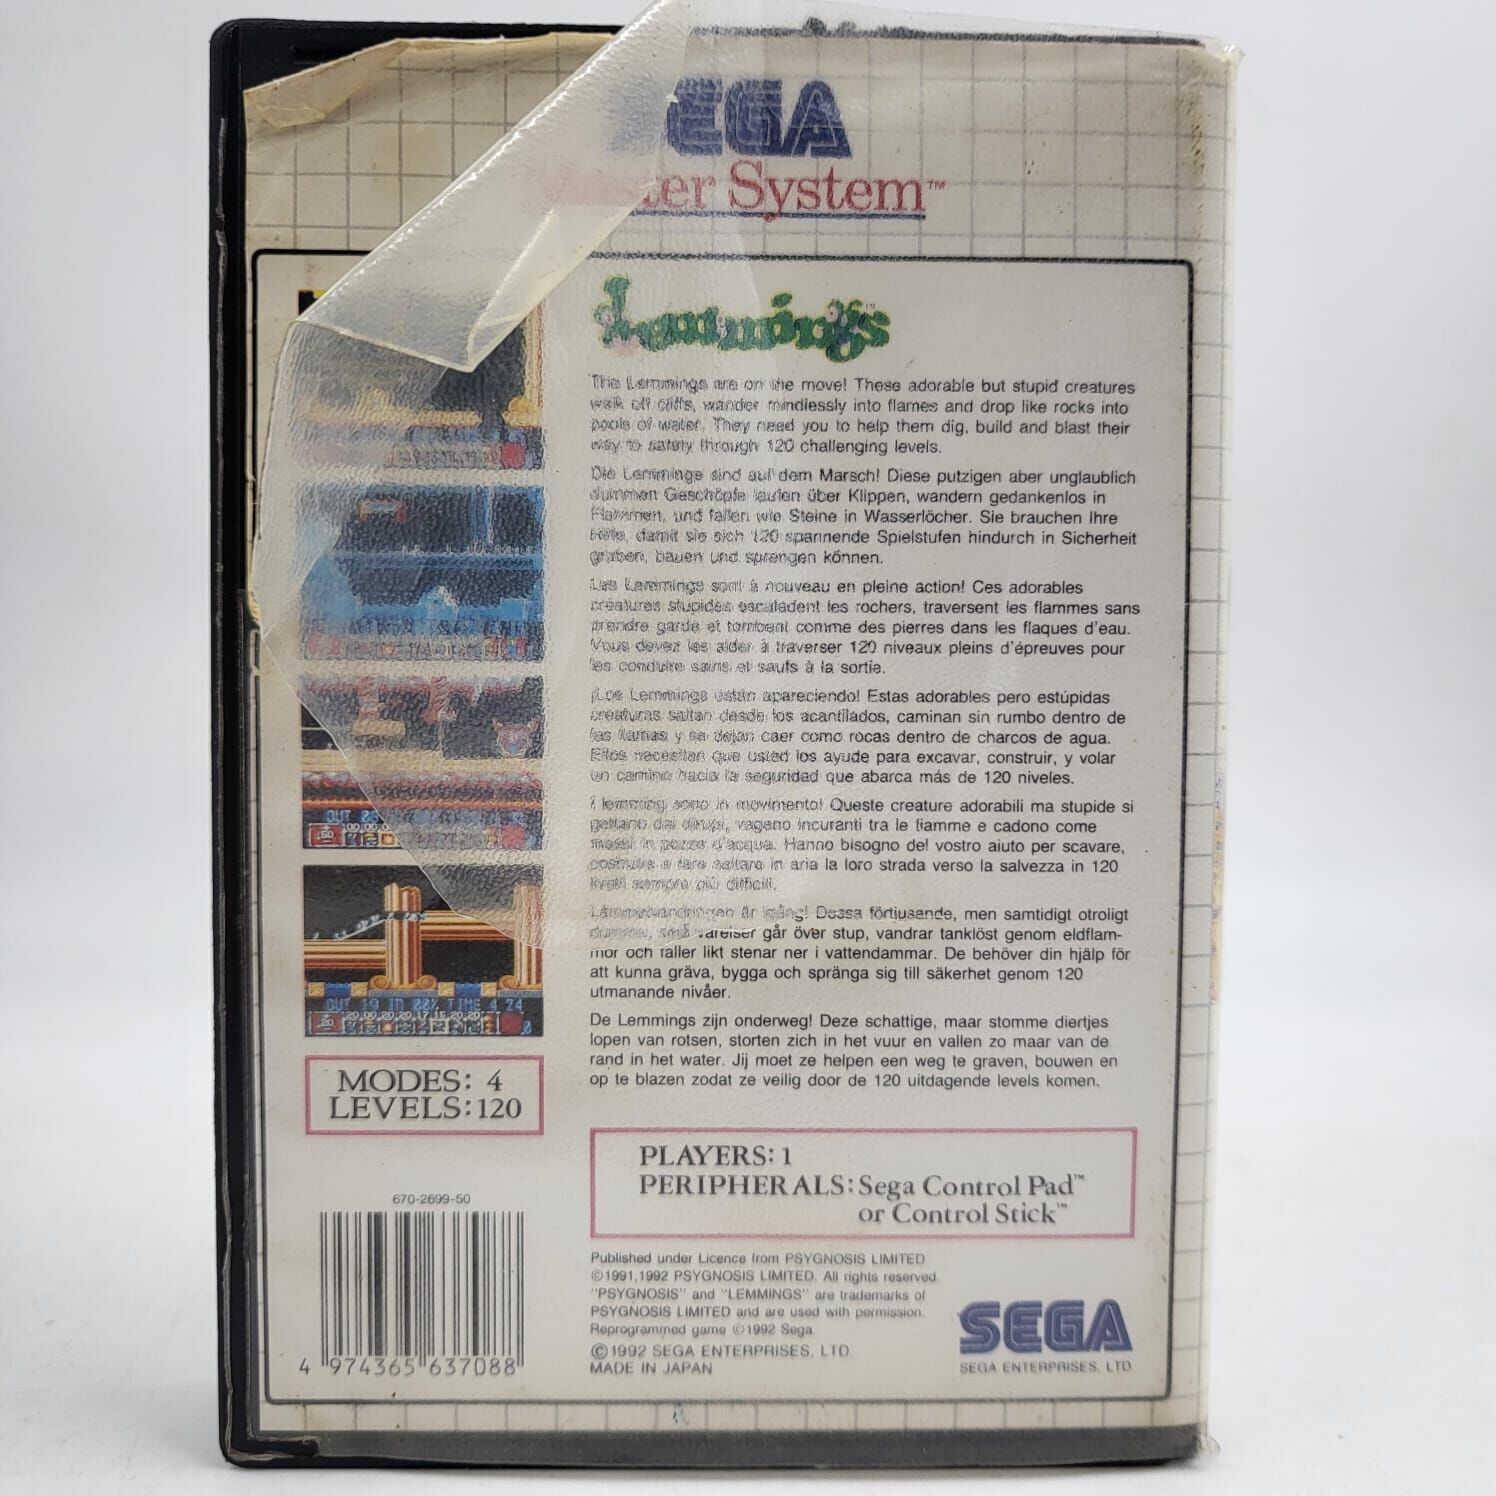 SEGA
Master System™
Lemmings™
The Lemmings are on the move! These adorable but stupid creatures
walk off cliffs, wander mindlessly into flames and drop like rocks into
pools of water. They need you to help them dig, build and blast their
way to safety through 120 challenging levels.
Die Lemminge sind auf dem Marsch! Diese putzigen aber unglaublich
dummen Geschöpfe laufen über Klippen, wandern gedankenlos in
Flammen, und fallen wie Steine in Wasserlöcher. Sie brauchen Ihre
Hilfe, damit sie sich 120 spannende Spielstufen hindurch in Sicherheit
graben, bauen und sprengen können.
Les Lemmings sont à nouveau en pleine action! Ces adorables
créatures stupides escaladent les rochers, traversent les flammes sans
prendre garde et tombent comme des pierres dans les flaques d'eau.
Vous devez les aider à traverser 120 niveaux pleins d'épreuves pour
les conduire sains et saufs à la sortie.
¡Los Lemmings están apareciendo! Estas adorables pero estúpidas
creaturas saltan desde los acantilados, caminan sin rumbo dentro de
las llamas y se dejan caer como rocas dentro de charcos de agua.
Ellos necesitan que usted los ayude para excavar, construir, y volar
un camino hacia la seguridad que abarca más de 120 niveles.
I lemming sono in movimento! Queste creature adorabili ma stupide si
gettano dai dirupi, vagano incuranti tra le fiamme e cadono come
massi in pozze d'acqua. Hanno bisogno del vostro aiuto per scavare,
costruire e fare saltare in aria la loro strada verso la salvezza in 120
livelli sempre più difficili.
Lämmelvandringen är igång! Dessa förtjusande, men samtidigt otroligt
dumma, små varelser går över stup, vandrar tanklöst genom eldflam-
mor och faller likt stenar ner i vattendammar. De behöver din hjälp för
att kunna gräva, bygga och spränga sig till säkerhet genom 120
utmanande nivåer.
De Lemmings zijn onderweg! Deze schattige, maar stomme diertjes
lopen van rotsen, storten zich in het vuur en vallen zo maar van de
rand in het water. Jij moet ze helpen een weg te graven, bouwen en
op te blazen zodat ze veilig door de 120 uitdagende levels komen.
OUT 19 IN 00% TIME 4 24
MODES: 4
LEVELS:120
PLAYERS: 1
PERIPHERALS: Sega Control Pad™
or Control Stick™
670-2699-50
4 974365 637088
Published under Licence from PSYGNOSIS LIMITED
©1991,1992 PSYGNOSIS LIMITED. All rights reserved.
"PSYGNOSIS" and "LEMMINGS" are trademarks of
PSYGNOSIS LIMITED and are used with permission.
Reprogrammed game ©1992 Sega
©1992 SEGA ENTERPRISES, LTD.
MADE IN JAPAN
SEGA
SEGA ENTERPRISES, LTD.